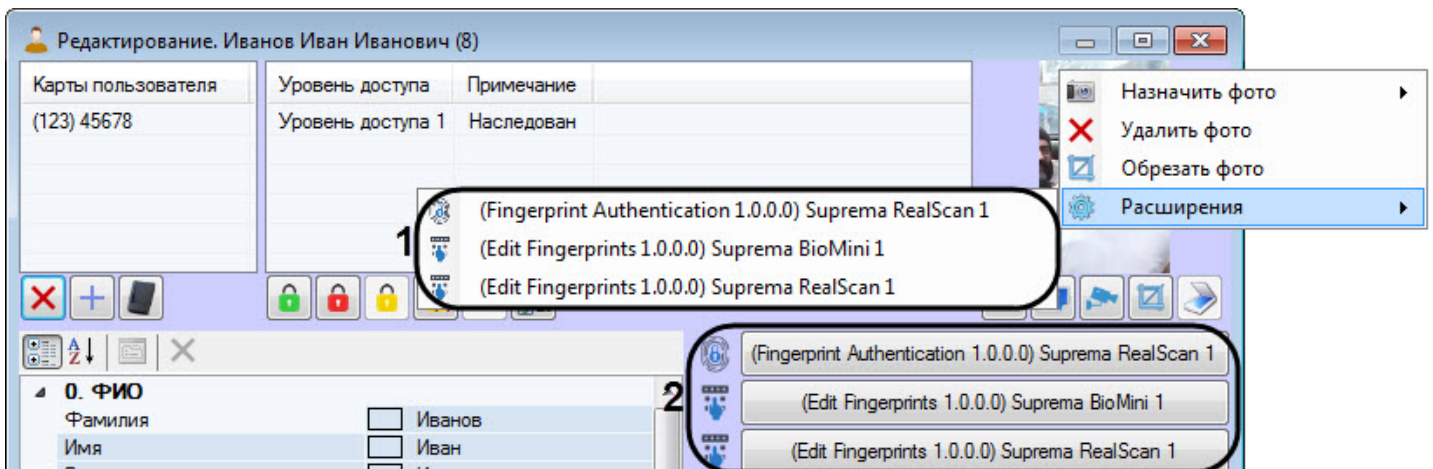 Редактирование. Иванов Иван Иванович (8)
Карты пользователя
(123) 45678
Уровень доступа Примечание
Уровень доступа 1 Наследован
Назначить фото
Удалить фото
Обрезать фото
Расширения
1
(Fingerprint Authentication 1.0.0.0) Suprema RealScan 1
(Edit Fingerprints 1.0.0.0) Suprema BioMini 1
(Edit Fingerprints 1.0.0.0) Suprema RealScan 1
0. ФИО
Фамилия Иванов
Имя Иван
2
(Fingerprint Authentication 1.0.0.0) Suprema RealScan 1
(Edit Fingerprints 1.0.0.0) Suprema BioMini 1
(Edit Fingerprints 1.0.0.0) Suprema RealScan 1